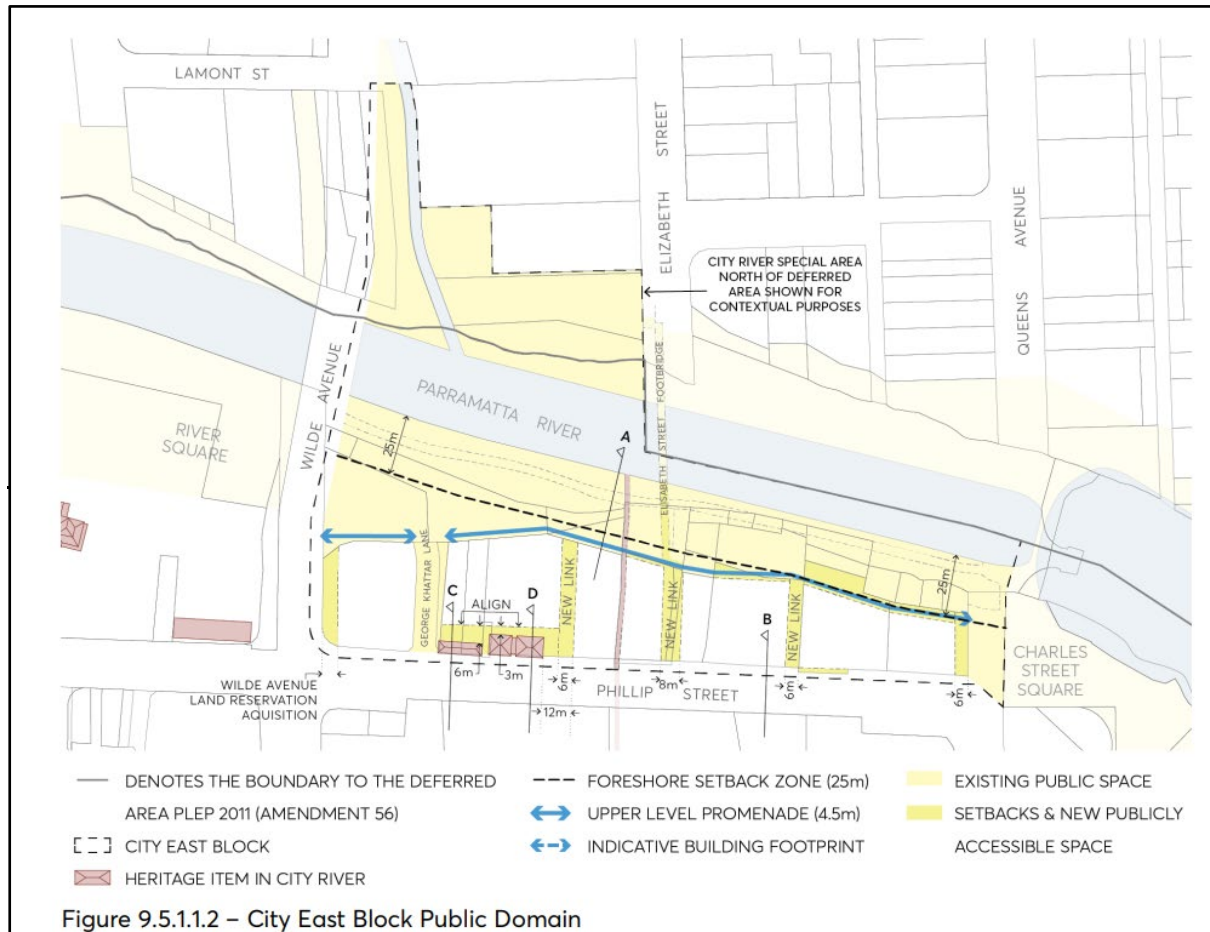 LAMONT ST
ELIZABETH STREET
QUEENS AVENUE
CITY RIVER SPECIAL AREA
NORTH OF DEFERRED
AREA SHOWN FOR
CONTEXTUAL PURPOSES
WILDE AVENUE
PARRAMATTA RIVER
ELISABETH STREET FOOTBRIDGE
RIVER
SQUARE
25m
A
GEORGE KHATTAR LANE
C
ALIGN
D
NEW LINK
NEW LINK
B
NEW LINK
25m
CHARLES
STREET
SQUARE
6m
3m
6m
8m
6m
6m
12m
PHILLIP STREET
WILDE AVENUE
LAND RESERVATION
AQUISITION
DENOTES THE BOUNDARY TO THE DEFERRED
AREA PLEP 2011 (AMENDMENT 56)
CITY EAST BLOCK
HERITAGE ITEM IN CITY RIVER
FORESHORE SETBACK ZONE (25m)
UPPER LEVEL PROMENADE (4.5m)
INDICATIVE BUILDING FOOTPRINT
EXISTING PUBLIC SPACE
SETBACKS & NEW PUBLICLY
ACCESSIBLE SPACE
Figure 9.5.1.1.2 – City East Block Public Domain